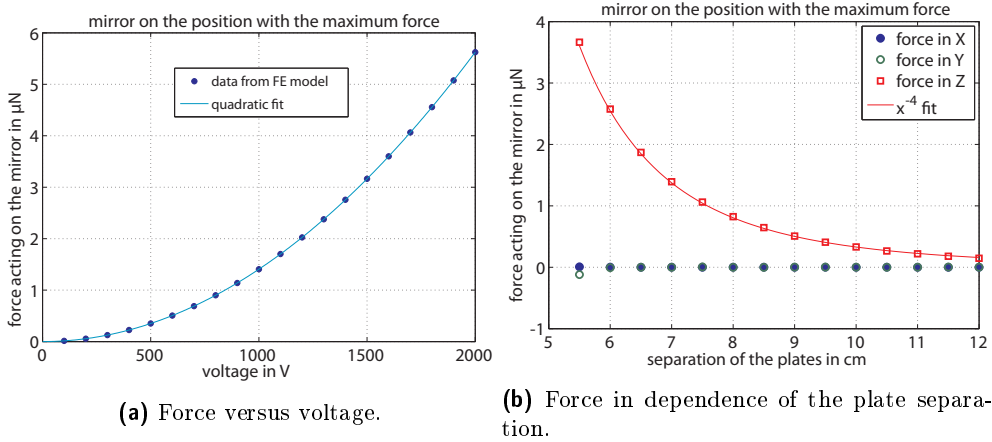 mirror on the position with the maximum force
6
5
4
3
2
1
0
force acting on the mirror in µN
data from FE model
quadratic fit
0 500 1000 1500 2000
voltage in V
(a) Force versus voltage.
mirror on the position with the maximum force
4
3
2
1
0
-1
force acting on the mirror in µN
force in X
force in Y
force in Z
x⁻⁴ fit
5 6 7 8 9 10 11 12
separation of the plates in cm
(b) Force in dependence of the plate separa-
tion.